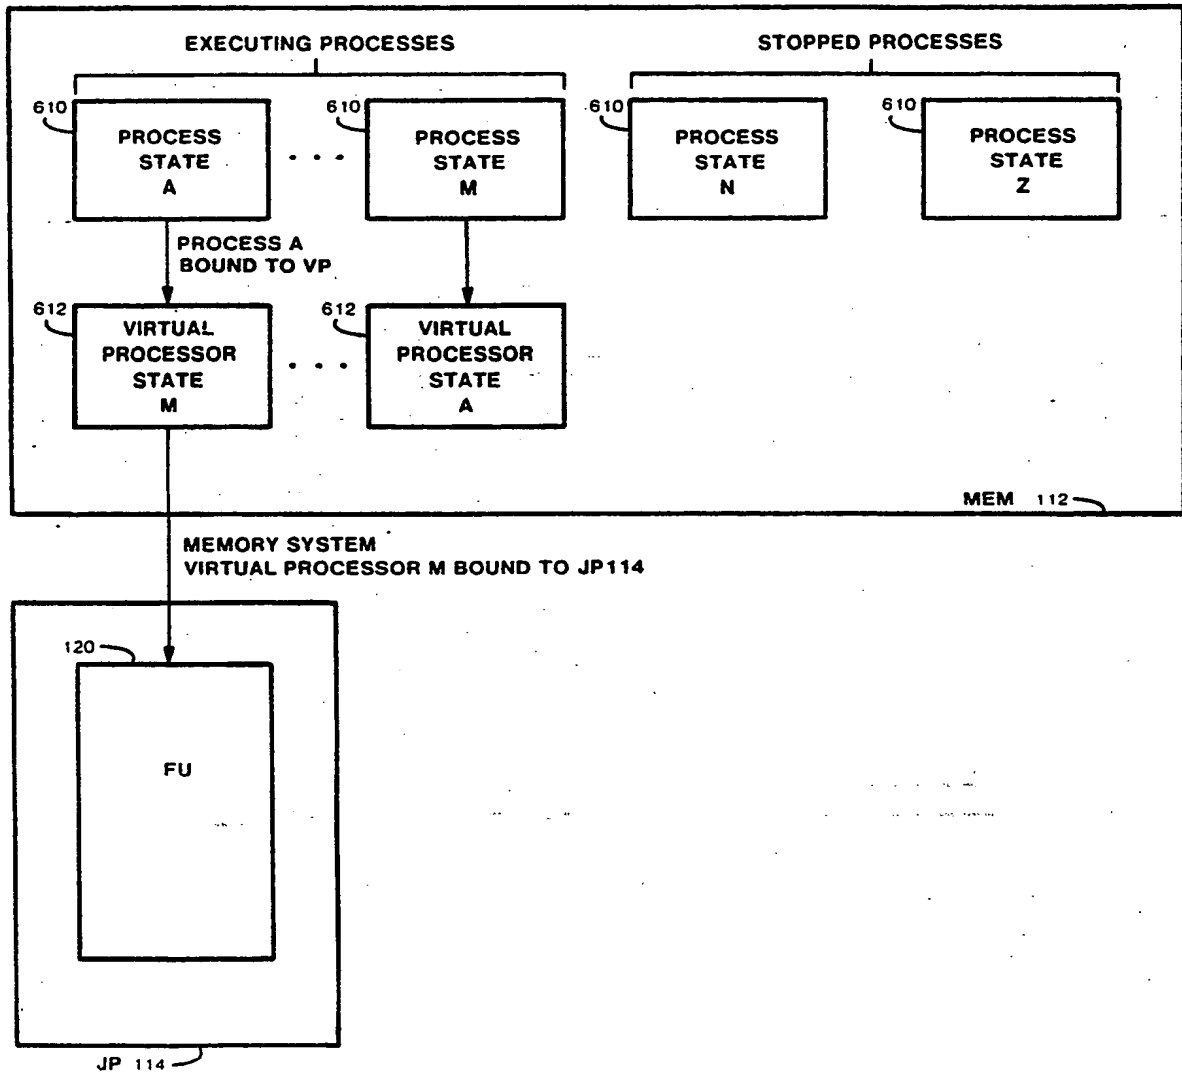 EXECUTING PROCESSES
STOPPED PROCESSES
610
PROCESS
STATE
A
. . .
610
PROCESS
STATE
M
610
PROCESS
STATE
N
610
PROCESS
STATE
Z
PROCESS A
BOUND TO VP
612
VIRTUAL
PROCESSOR
STATE
M
. . .
612
VIRTUAL
PROCESSOR
STATE
A
MEM 112
MEMORY SYSTEM
VIRTUAL PROCESSOR M BOUND TO JP114
120
FU
JP 114